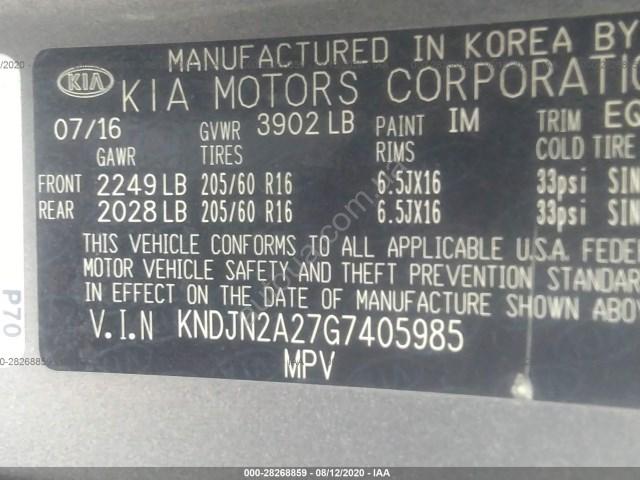 MANUFACTURED IN KOREA BY
KIA KIA MOTORS CORPORATION
07/16 GVWR 3902 LB PAINT IM TRIM EQ
GAWR TIRES RIMS COLD TIRE
FRONT 2249 LB 205/60 R16 6.5JX16 33psi SIN
REAR 2028 LB 205/60 R16 6.5JX16 33psi SIN
THIS VEHICLE CONFORMS TO ALL APPLICABLE U.S.A. FEDE
MOTOR VEHICLE SAFETY AND THEFT PREVENTION STANDAR
IN EFFECT ON THE DATE OF MANUFACTURE SHOWN ABO
V.I.N KNDJN2A27G7405985
MPV
P70
000-28268859 - 08/12/2020 - IAA